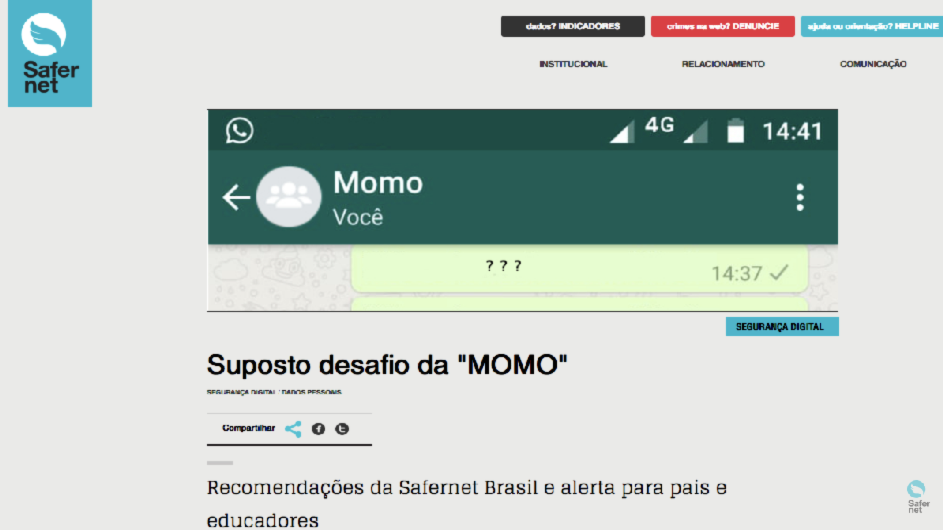 Safer
net
dados? INDICADORES
crimes na web? DENUNCIE
ajuda ou orientação? HELPLINE
INSTITUCIONAL
RELACIONAMENTO
COMUNICAÇÃO
4G
14:41
Momo
Você
? ? ?
14:37
SEGURANÇA DIGITAL
Suposto desafio da "MOMO"
SEGURANÇA DIGITAL DADOS PESSOAIS
Compartilhar
Recomendações da Safernet Brasil e alerta para pais e
educadores
Safer
net